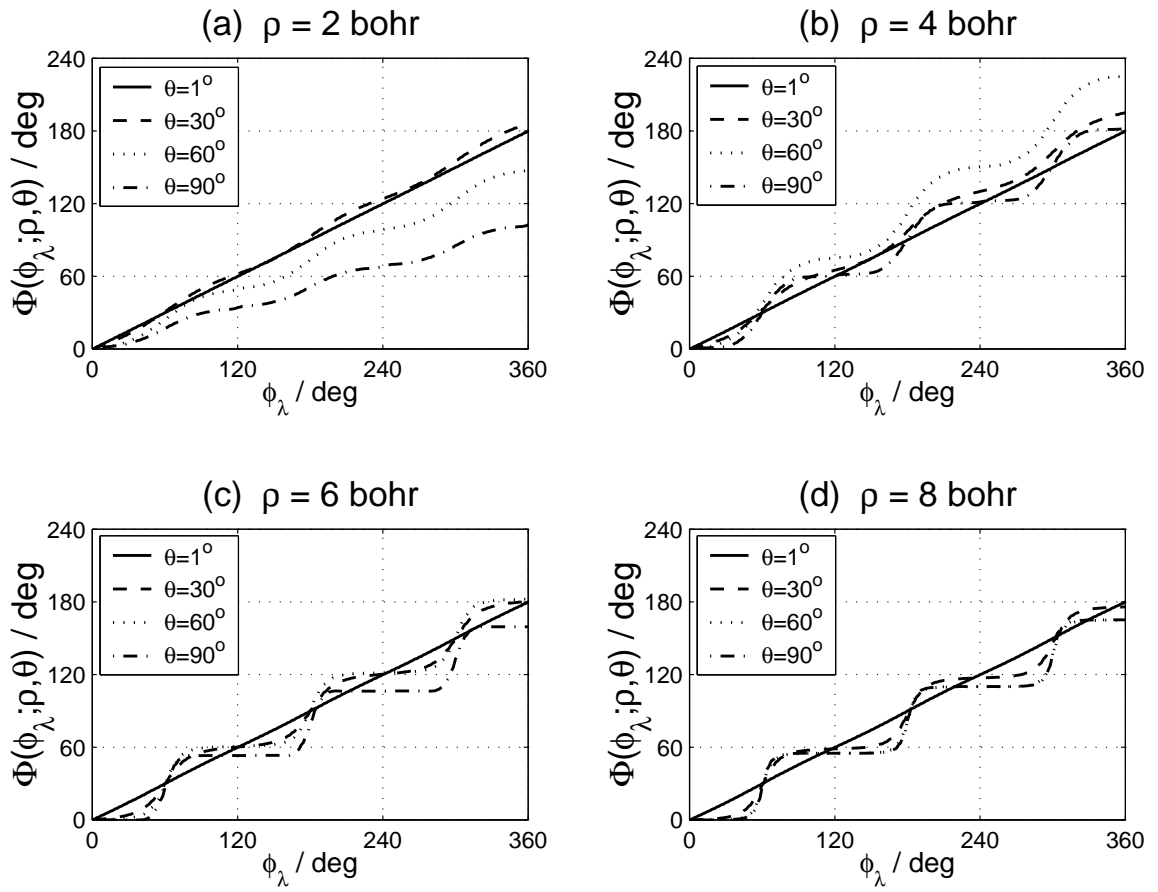 (a) ρ = 2 bohr
240
180
120
60
0
Φ(ϕλ;ρ,θ) / deg
θ=1°
θ=30°
θ=60°
θ=90°
0 120 240 360
ϕλ / deg
(b) ρ = 4 bohr
240
180
120
60
0
Φ(ϕλ;ρ,θ) / deg
θ=1°
θ=30°
θ=60°
θ=90°
0 120 240 360
ϕλ / deg
(c) ρ = 6 bohr
240
180
120
60
0
Φ(ϕλ;ρ,θ) / deg
θ=1°
θ=30°
θ=60°
θ=90°
0 120 240 360
ϕλ / deg
(d) ρ = 8 bohr
240
180
120
60
0
Φ(ϕλ;ρ,θ) / deg
θ=1°
θ=30°
θ=60°
θ=90°
0 120 240 360
ϕλ / deg